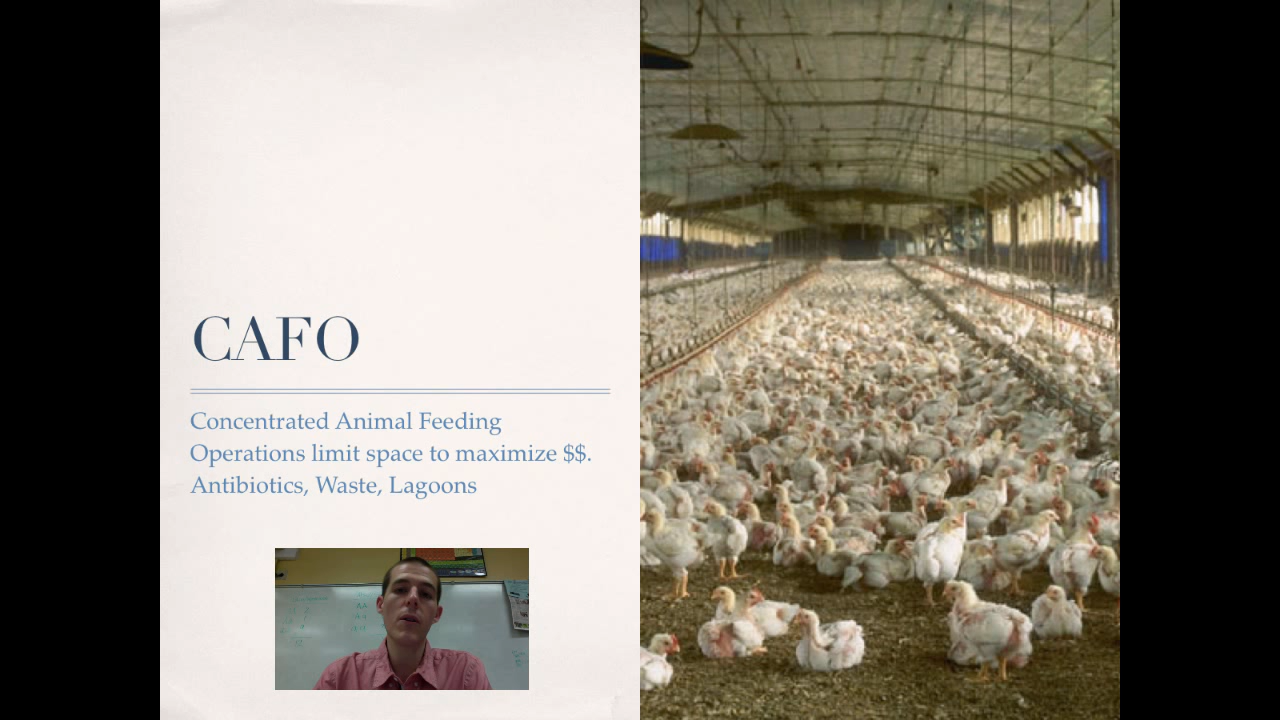 CAFO
Concentrated Animal Feeding
Operations limit space to maximize $$.
Antibiotics, Waste, Lagoons